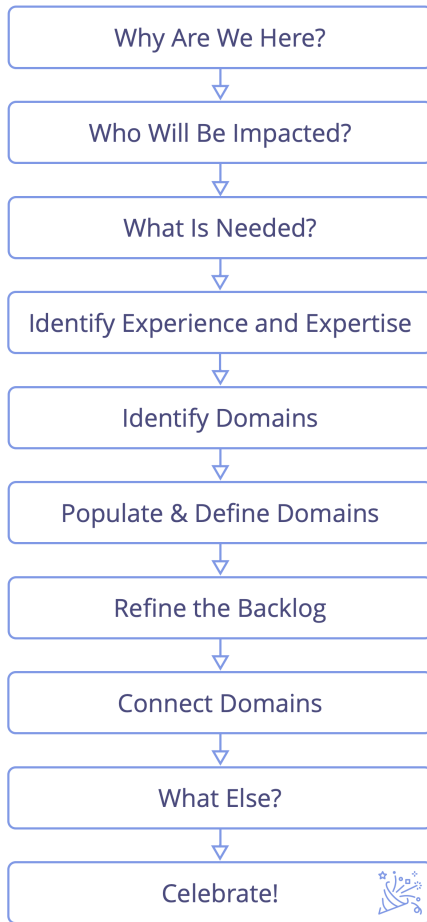 Why Are We Here?
Who Will Be Impacted?
What Is Needed?
Identify Experience and Expertise
Identify Domains
Populate & Define Domains
Refine the Backlog
Connect Domains
What Else?
Celebrate!